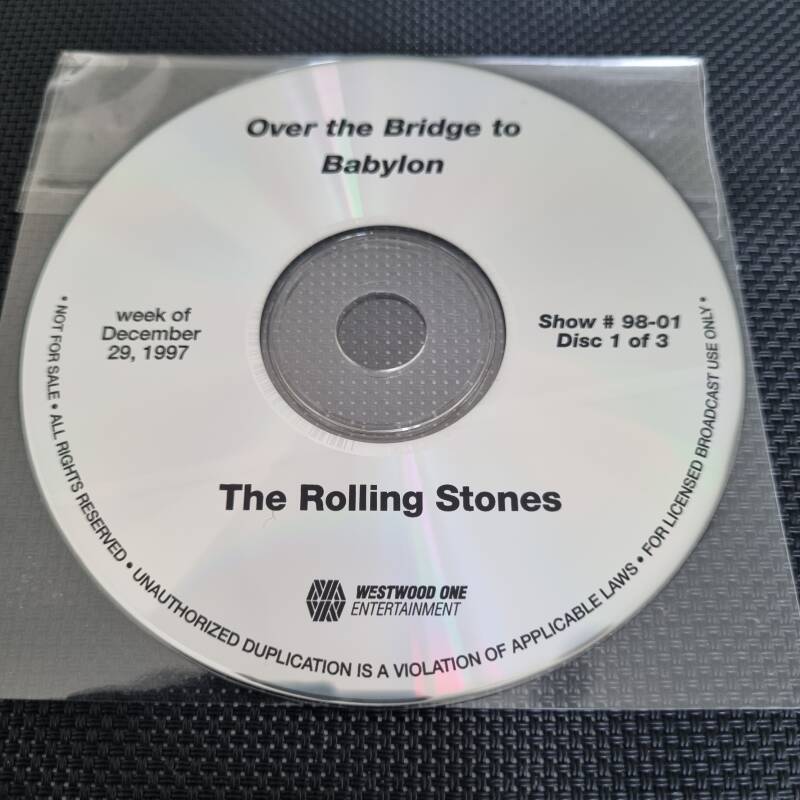 Over the Bridge to
Babylon
week of
December
29, 1997
Show # 98-01
Disc 1 of 3
The Rolling Stones
WESTWOOD ONE
ENTERTAINMENT
• NOT FOR SALE • ALL RIGHTS RESERVED • UNAUTHORIZED DUPLICATION IS A VIOLATION OF APPLICABLE LAWS • FOR LICENSED BROADCAST USE ONLY •